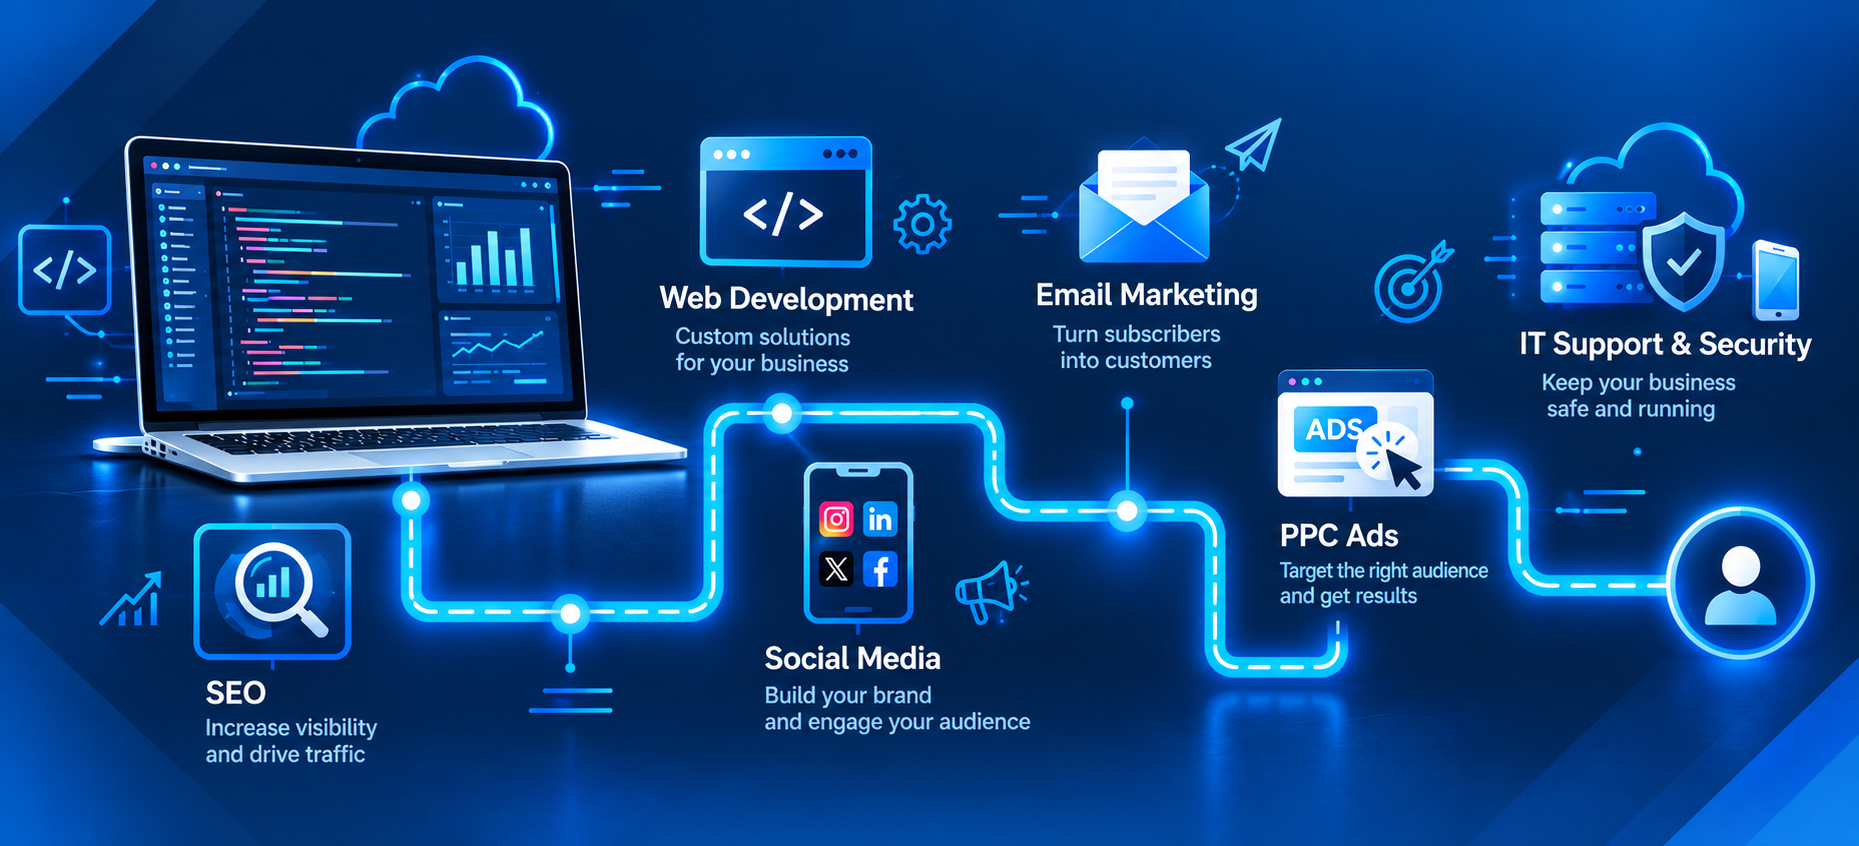 </>
</>
Web Development
Custom solutions
for your business
Email Marketing
Turn subscribers
into customers
IT Support & Security
Keep your business
safe and running
ADS
PPC Ads
Target the right audience
and get results
in
X
f
SEO
Increase visibility
and drive traffic
Social Media
Build your brand
and engage your audience